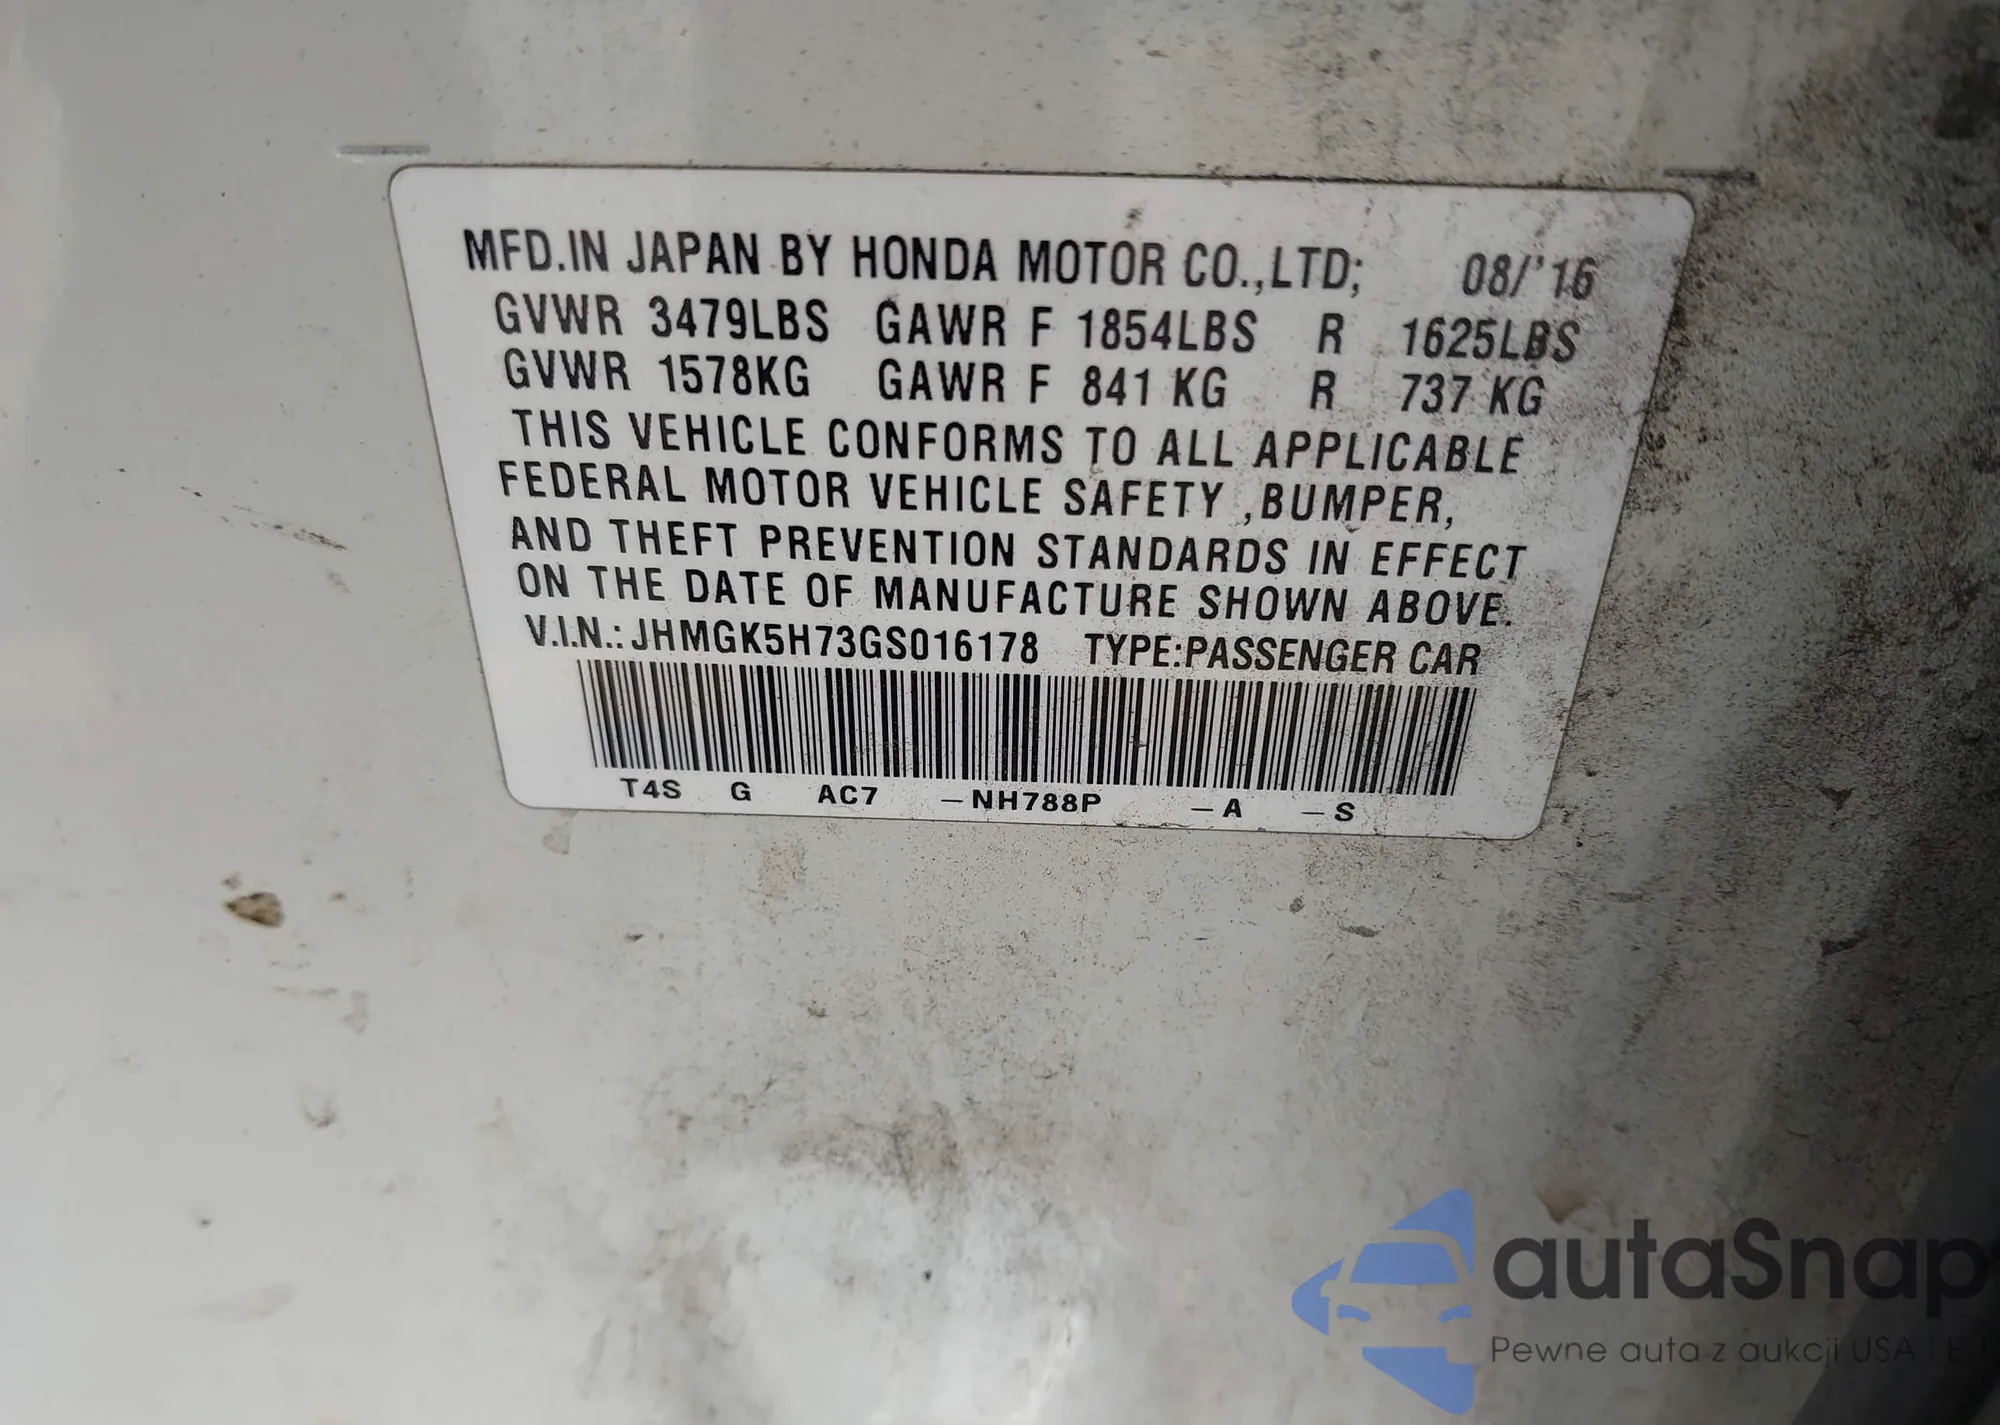 MFD.IN JAPAN BY HONDA MOTOR CO.,LTD; 08/'16
GVWR 3479LBS GAWR F 1854LBS R 1625LBS
GVWR 1578KG GAWR F 841 KG R 737 KG
THIS VEHICLE CONFORMS TO ALL APPLICABLE
FEDERAL MOTOR VEHICLE SAFETY ,BUMPER,
AND THEFT PREVENTION STANDARDS IN EFFECT
ON THE DATE OF MANUFACTURE SHOWN ABOVE.
V.I.N.: JHMGK5H73GS016178 TYPE:PASSENGER CAR
T4S G AC7 –NH788P –A –S
autaSnap
Pewne auta z aukcji USA i EU